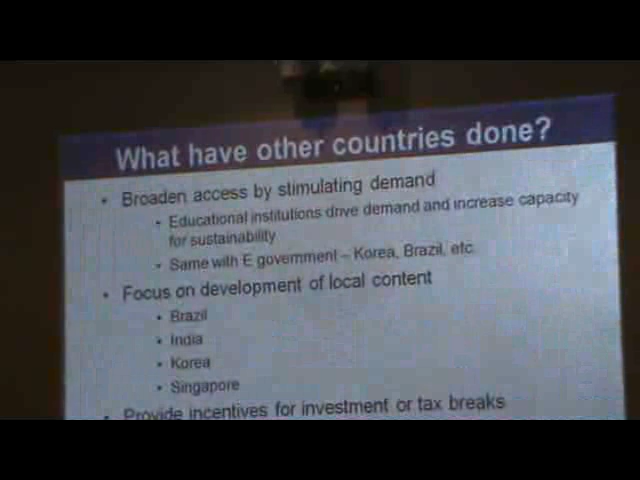 What have other countries done?
• Broaden access by stimulating demand
• Educational institutions drive demand and increase capacity
for sustainability
• Same with E government – Korea, Brazil, etc.
• Focus on development of local content
• Brazil
• India
• Korea
• Singapore
• Provide incentives for investment or tax breaks